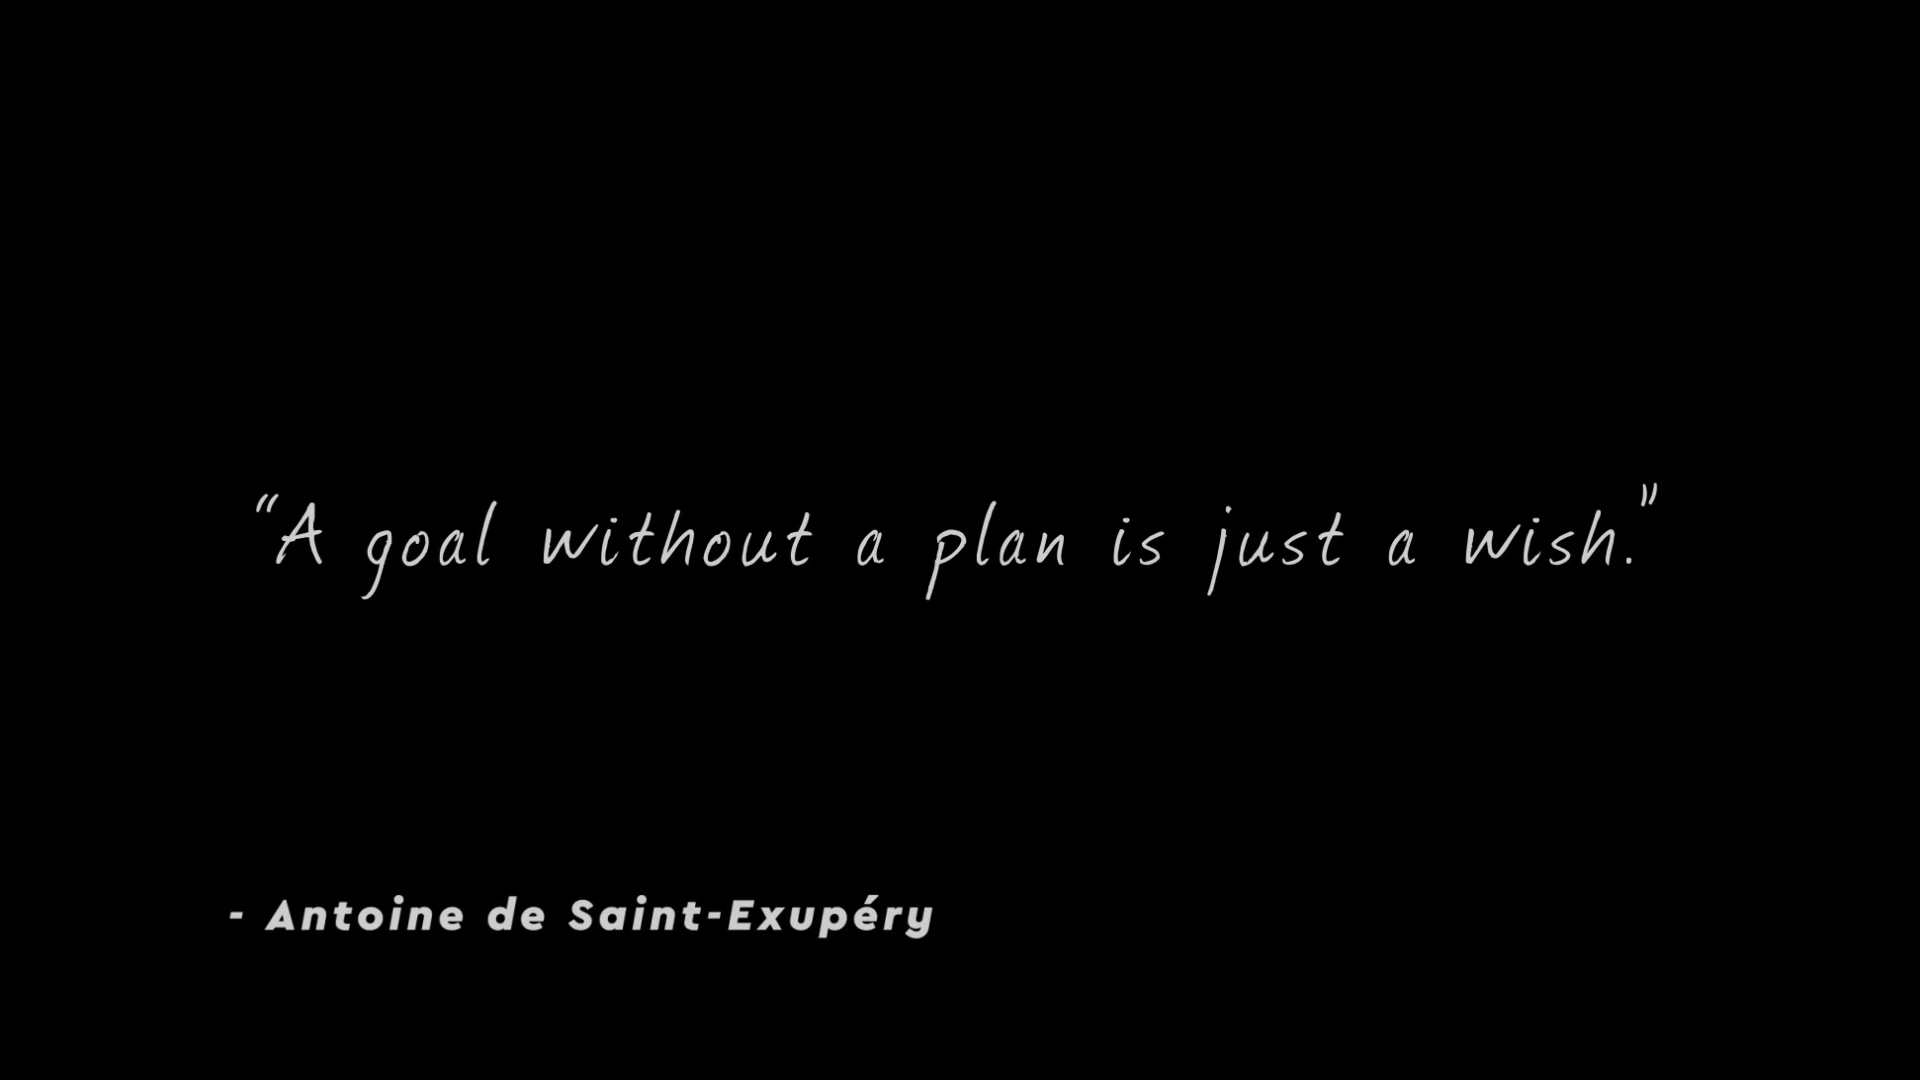 “A goal without a plan is just a wish.”
- Antoine de Saint-Exupéry